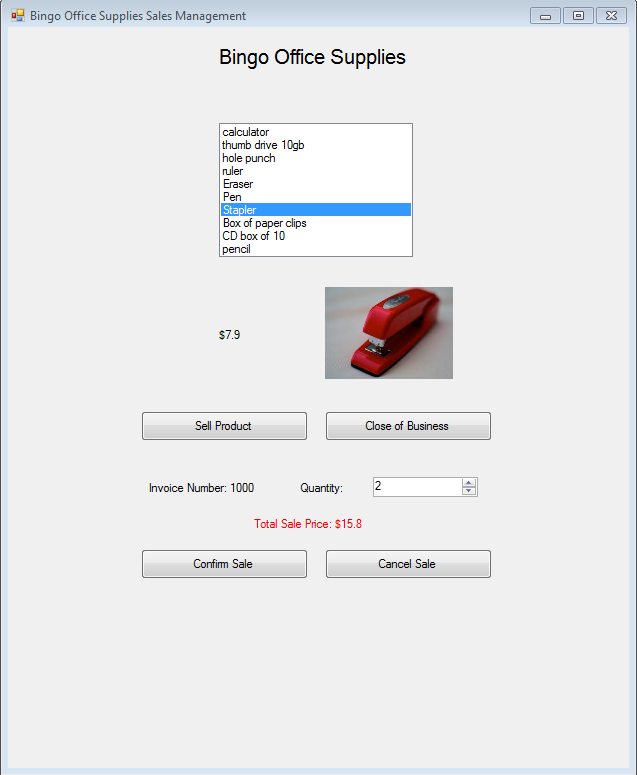 Bingo Office Supplies Sales Management
Bingo Office Supplies
calculator
thumb drive 10gb
hole punch
ruler
Eraser
Pen
Stapler
Box of paper clips
CD box of 10
pencil
$7.9
Sell Product Close of Business
Invoice Number: 1000 Quantity: 2
Total Sale Price: $15.8
Confirm Sale Cancel Sale